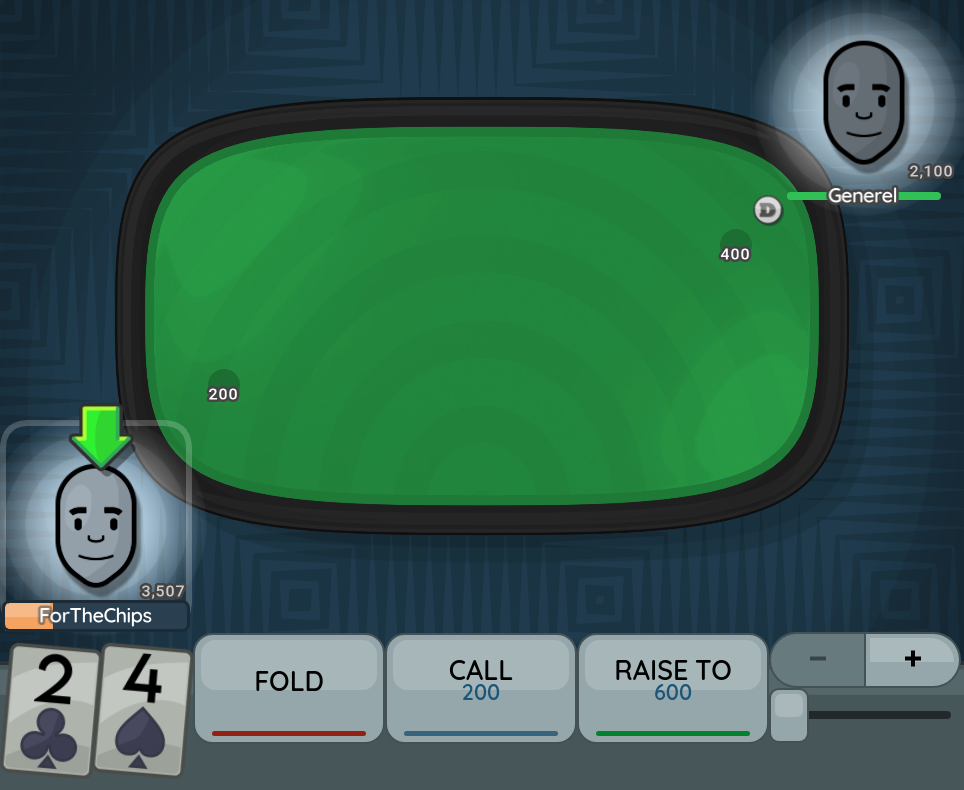 2,100
Generel
D
400
200
3,507
ForTheChips
2 4
FOLD
CALL
200
RAISE TO
600
− +